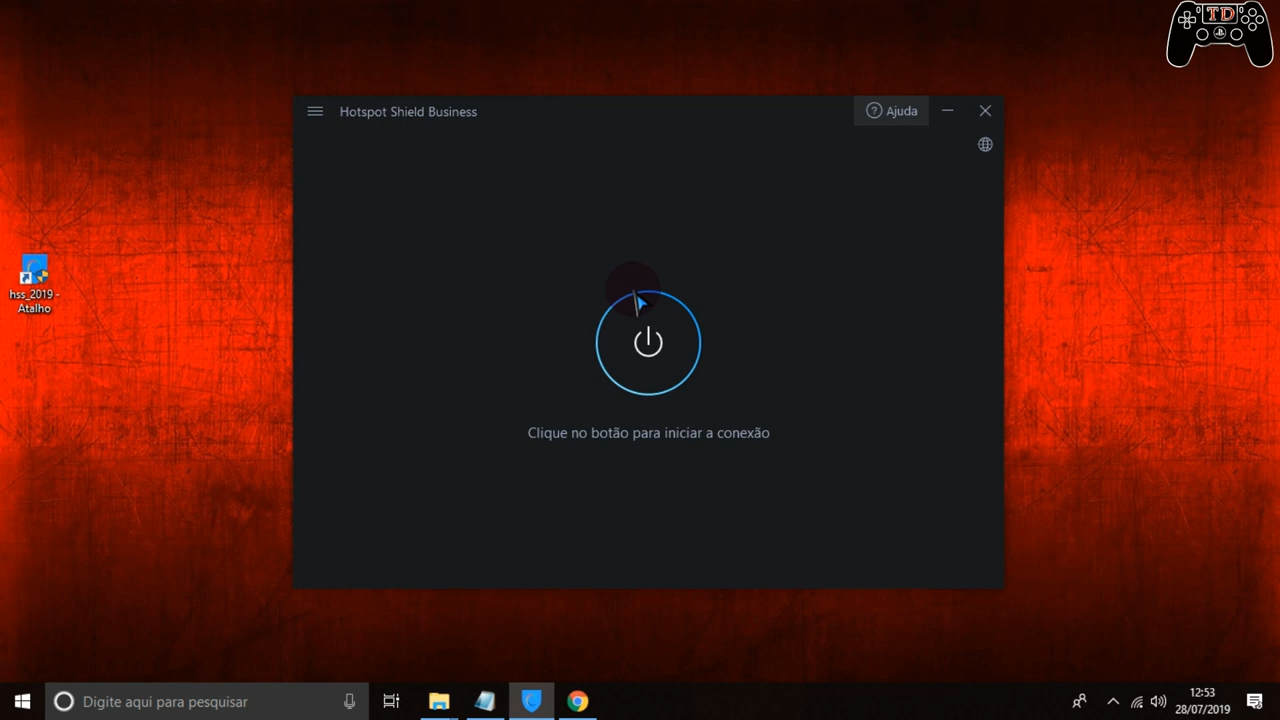 TD
Hotspot Shield Business
Ajuda
hss_2019 -
Atalho
Clique no botão para iniciar a conexão
Digite aqui para pesquisar
12:53
28/07/2019